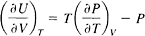 (∂U/∂V)_T = T(∂P/∂T)_V − P